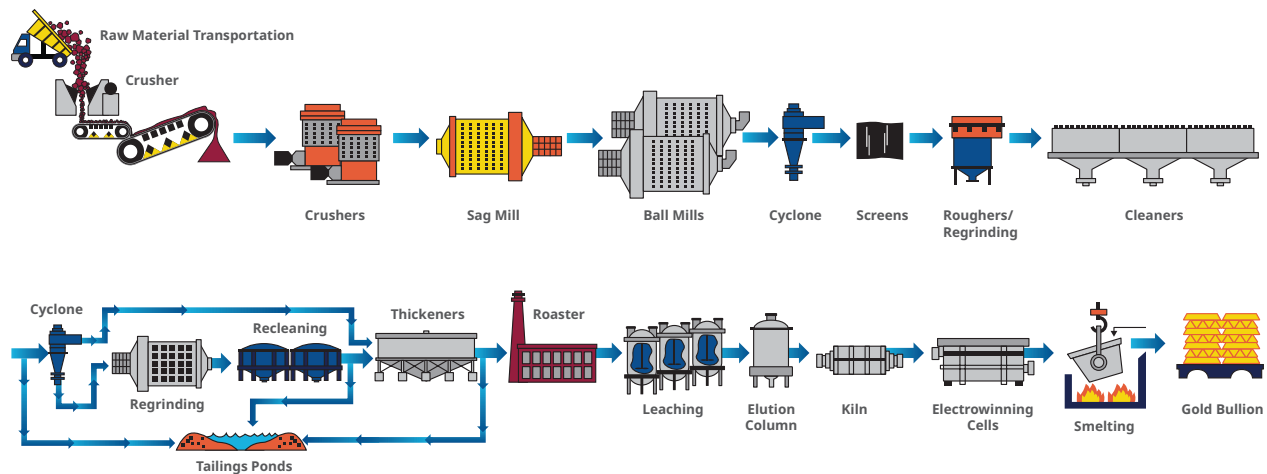 Raw Material Transportation
Crusher
Crushers
Sag Mill
Ball Mills
Cyclone
Screens
Roughers/
Regrinding
Cleaners
Cyclone
Regrinding
Recleaning
Thickeners
Roaster
Leaching
Elution
Column
Kiln
Electrowinning
Cells
Smelting
Gold Bullion
Tailings Ponds